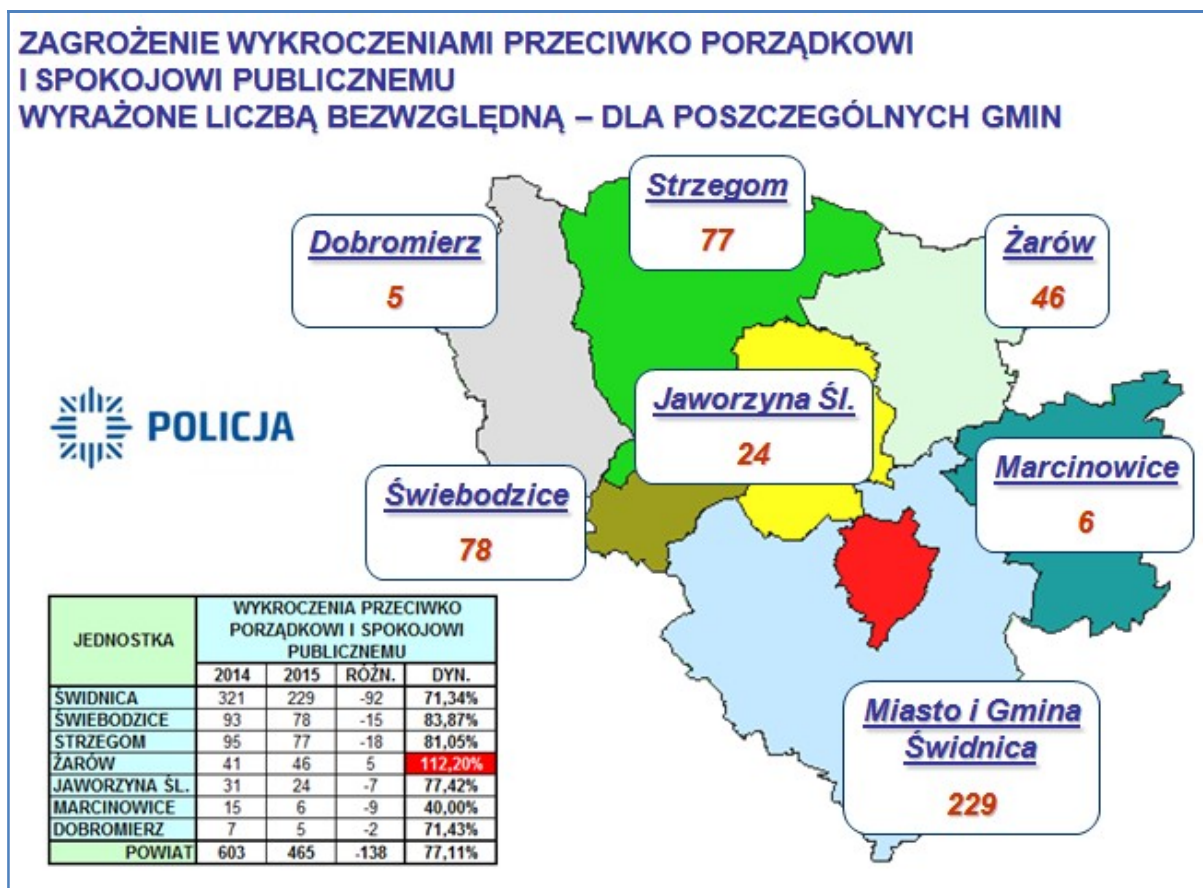 ZAGROŻENIE WYKROCZENIAMI PRZECIWKO PORZĄDKOWI
I SPOKOJOWI PUBLICZNEMU
WYRAŻONE LICZBĄ BEZWZGLĘDNĄ – DLA POSZCZEGÓLNYCH GMIN
Strzegom
77
Dobromierz
5
Żarów
46
Jaworzyna Śl.
24
POLICJA
Marcinowice
6
Świebodzice
78
Miasto i Gmina
Świdnica
229
JEDNOSTKA
WYKROCZENIA PRZECIWKO
PORZĄDKOWI I SPOKOJOWI
PUBLICZNEMU
2014 2015 RÓŻN. DYN.
ŚWIDNICA 321 229 -92 71,34%
ŚWIEBODZICE 93 78 -15 83,87%
STRZEGOM 95 77 -18 81,05%
ŻARÓW 41 46 5 112,20%
JAWORZYNA ŚL. 31 24 -7 77,42%
MARCINOWICE 15 6 -9 40,00%
DOBROMIERZ 7 5 -2 71,43%
POWIAT 603 465 -138 77,11%